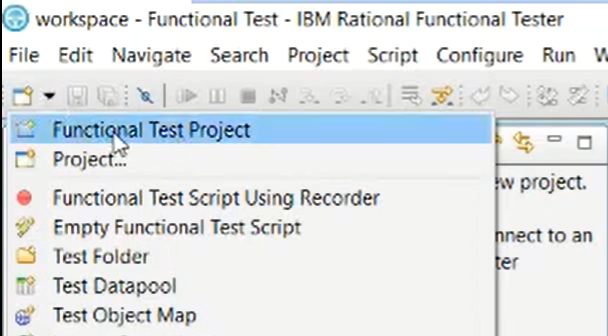 workspace - Functional Test - IBM Rational Functional Tester
File Edit Navigate Search Project Script Configure Run
Functional Test Project
Project...
ew project.
Functional Test Script Using Recorder
Empty Functional Test Script
nnect to an
Test Folder
ter
Test Datapool
Test Object Map